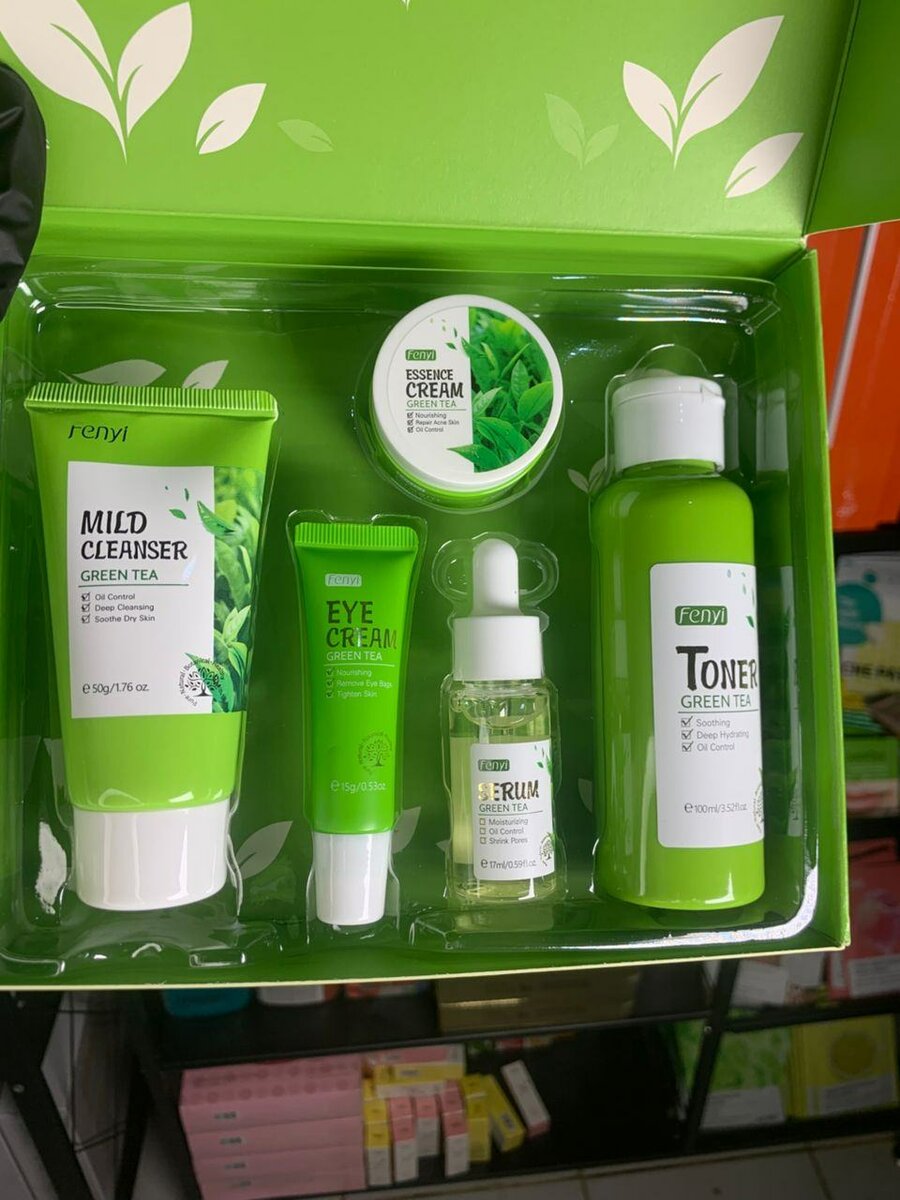 Fenyi
ESSENCE
CREAM
GREEN TEA
Nourishing
Repair Acne Skin
Oil Control
Fenyi
MILD
CLEANSER
GREEN TEA
Oil Control
Deep Cleansing
Soothe Dry Skin
℮50g/1.76 oz.
Fenyi
EYE
CREAM
GREEN TEA
Nourishing
Remove Eye Bags
Tighten Skin
℮15g/0.53oz.
Fenyi
SERUM
GREEN TEA
Moisturizing
Oil Control
Shrink Pores
℮17ml/0.59fl.oz
Fenyi
TONER
GREEN TEA
Soothing
Deep Hydrating
Oil Control
℮100ml/3.52fl.oz